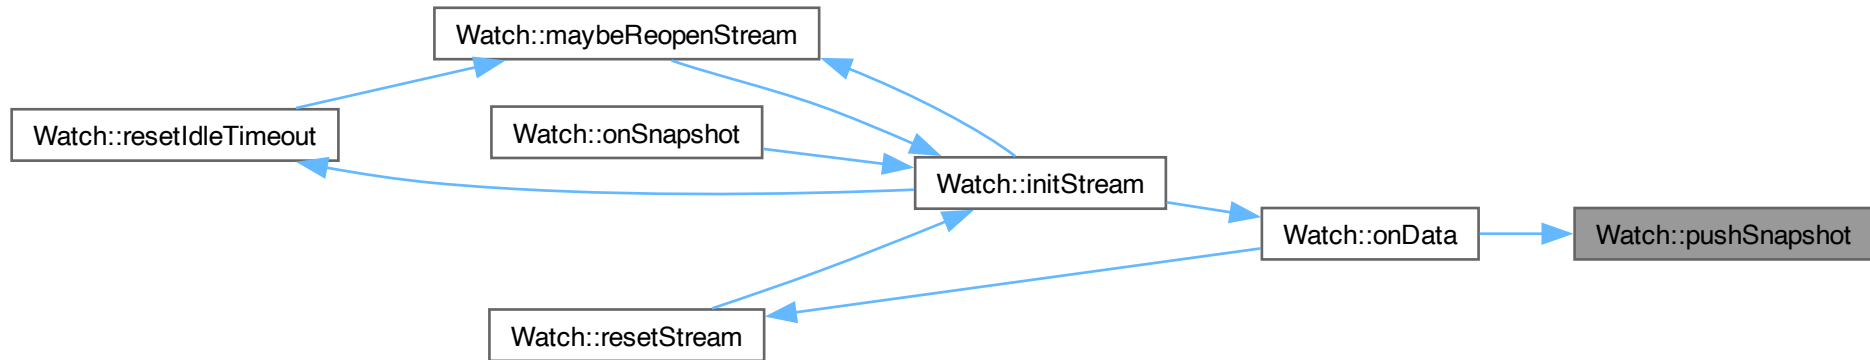 Watch::maybeReopenStream
Watch::resetIdleTimeout
Watch::onSnapshot
Watch::initStream
Watch::onData
Watch::pushSnapshot
Watch::resetStream